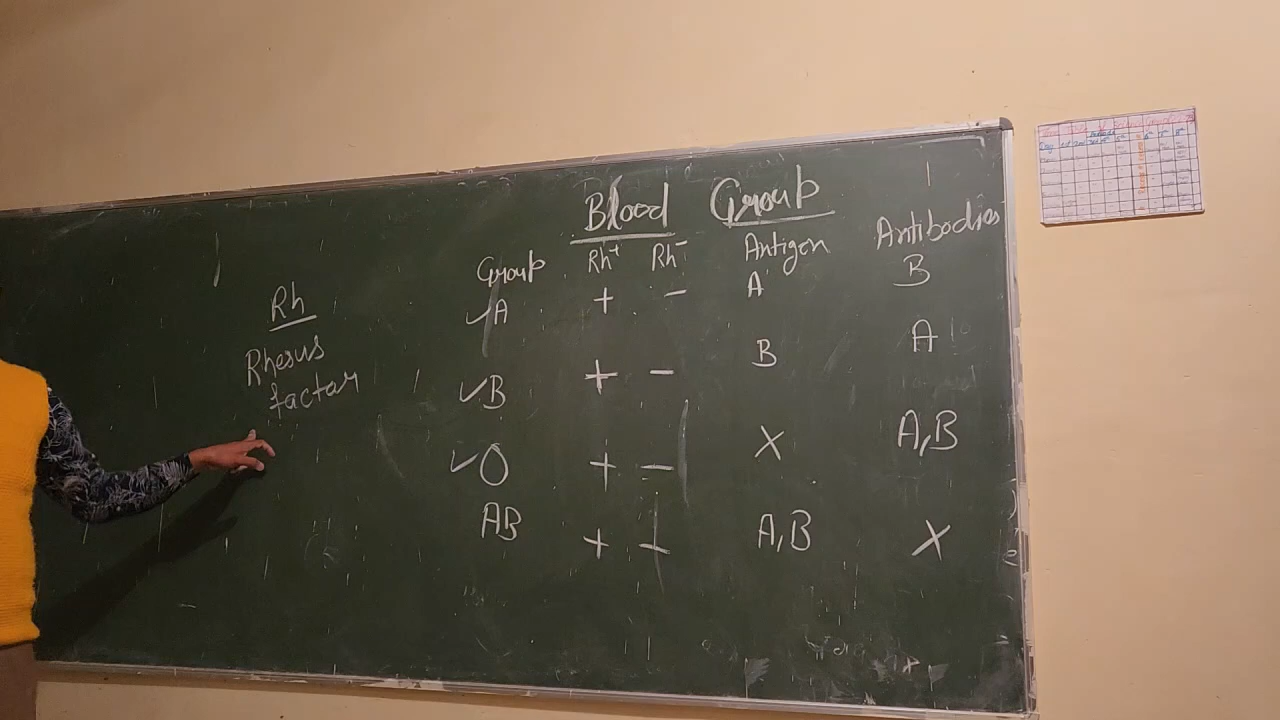 Blood Group
Group Rh+ Rh- Antigen Antibodies
A + - A B
B + - B A
O + - X A,B
AB + - A,B X
Rh
Rhesus
factor